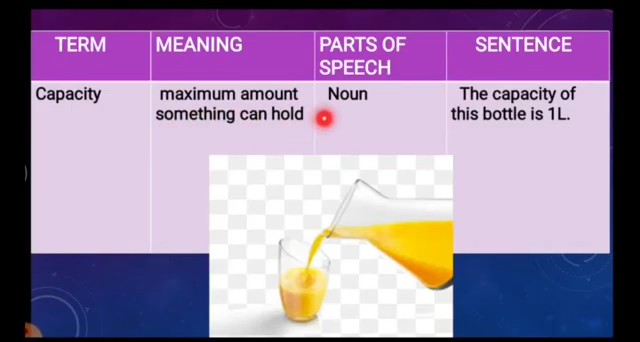 TERM
MEANING
PARTS OF
SPEECH
SENTENCE
Capacity
maximum amount
something can hold
Noun
The capacity of
this bottle is 1L.